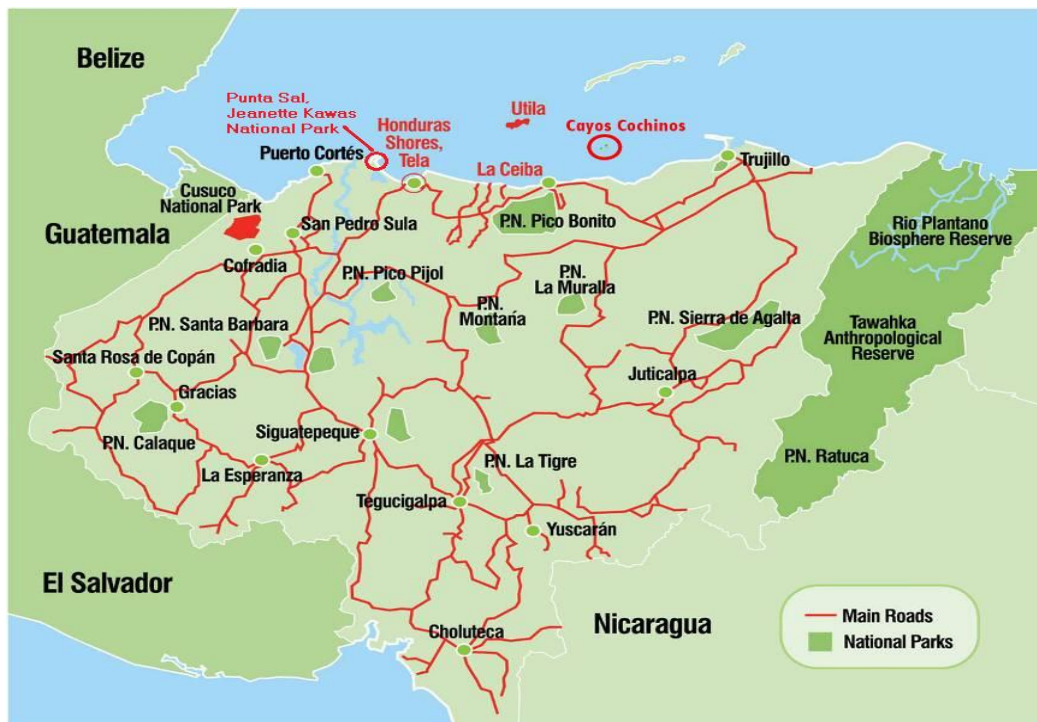 Belize
Punta Sal,
Jeanette Kawas
National Park
Utila
Honduras
Shores,
Tela
Cayos Cochinos
Puerto Cortés
La Ceiba
Trujillo
Cusuco
National Park
Guatemala
San Pedro Sula
P.N. Pico Bonito
Rio Plantano
Biosphere Reserve
Cofradia
P.N. Pico Pijol
P.N.
La Muralla
P.N.
Montaña
P.N. Santa Barbara
P.N. Sierra de Agalta
Tawahka
Anthropological
Reserve
Santa Rosa de Copán
Gracias
Juticalpa
P.N. Calaque
Siguatepeque
La Esperanza
P.N. La Tigre
P.N. Ratuca
Tegucigalpa
Yuscarán
El Salvador
Choluteca
Nicaragua
Main Roads
National Parks